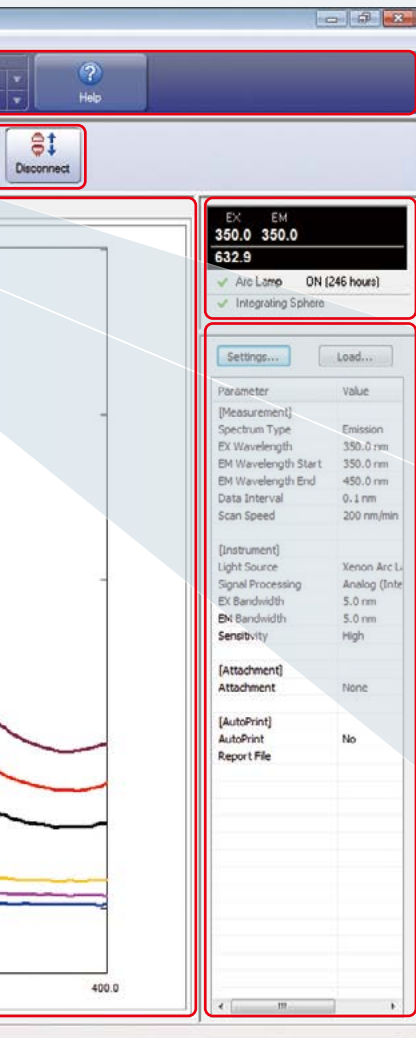 Help
Disconnect
EX EM
350.0 350.0
632.9
Arc Lamp ON (246 hours)
Integrating Sphere
Settings... Load...
Parameter Value
[Measurement]
Spectrum Type Emission
EX Wavelength 350.0 nm
EM Wavelength Start 350.0 nm
EM Wavelength End 450.0 nm
Data Interval 0.1 nm
Scan Speed 200 nm/min
[Instrument]
Light Source Xenon Arc L
Signal Processing Analog (Inte
EX Bandwidth 5.0 nm
EM Bandwidth 5.0 nm
Sensitivity High
[Attachment]
Attachment None
[AutoPrint]
AutoPrint No
Report File
400.0